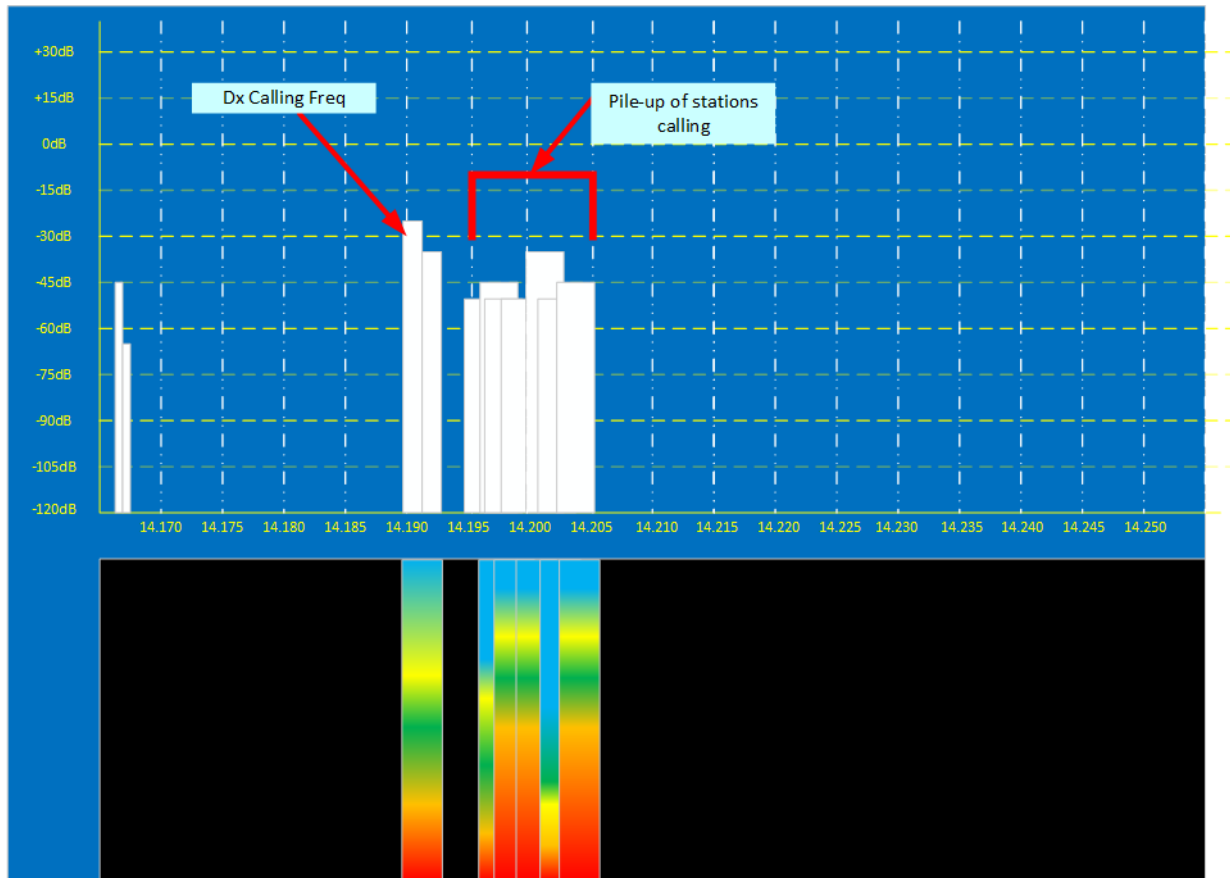 +30dB
Dx Calling Freq
Pile-up of stations
calling
+15dB
0dB
-15dB
-30dB
-45dB
-60dB
-75dB
-90dB
-105dB
-120dB
14.170 14.175 14.180 14.185 14.190 14.195 14.200 14.205 14.210 14.215 14.220 14.225 14.230 14.235 14.240 14.245 14.250